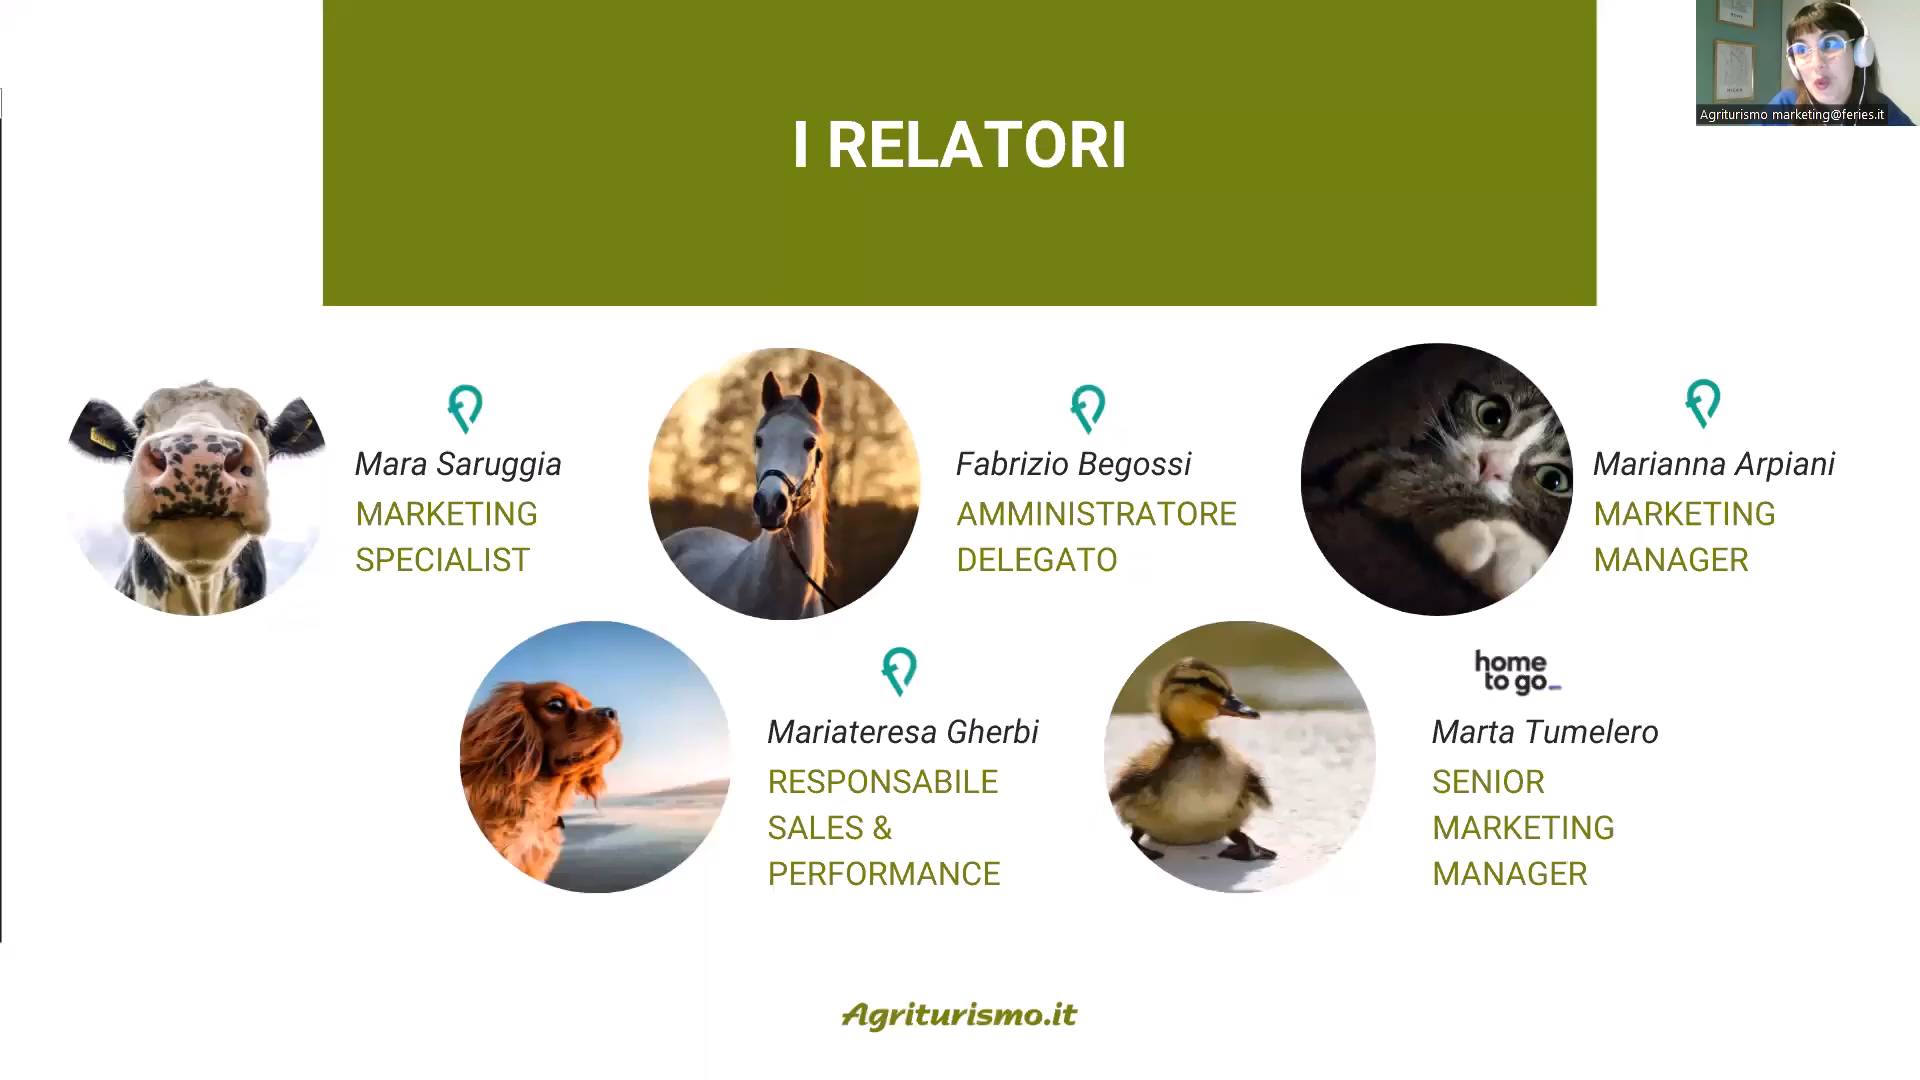 I RELATORI
Agriturismo marketing@feries.it
Mara Saruggia
MARKETING
SPECIALIST
Fabrizio Begossi
AMMINISTRATORE
DELEGATO
Marianna Arpiani
MARKETING
MANAGER
Mariateresa Gherbi
RESPONSABILE
SALES &
PERFORMANCE
home
to go_
Marta Tumelero
SENIOR
MARKETING
MANAGER
Agriturismo.it